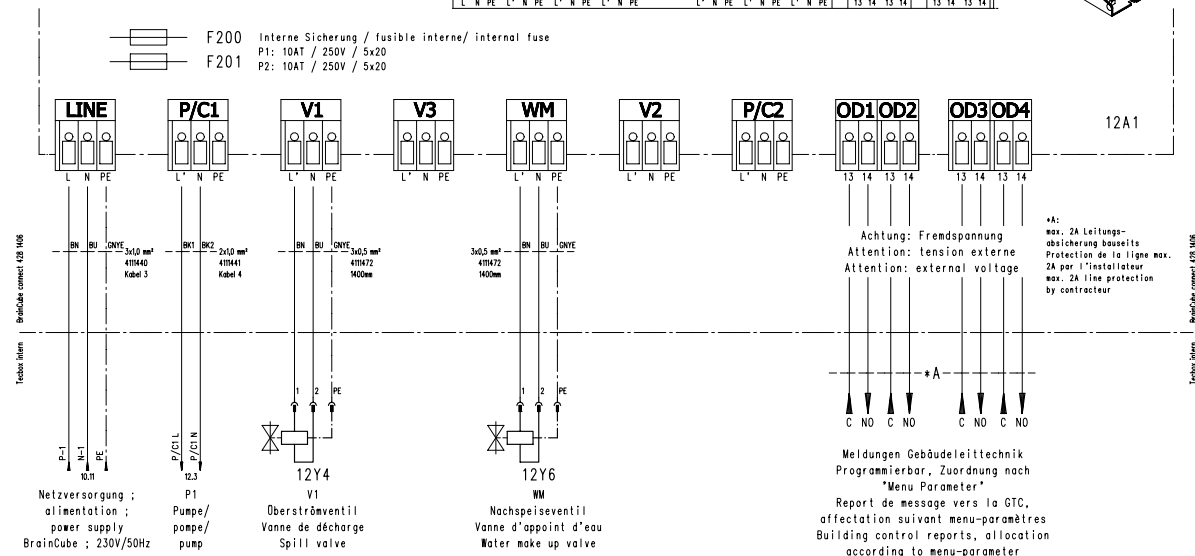 L' N PE L' N PE L' N PE L' N PE L' N PE L' N PE L' N PE 13 14 13 14 13 14 13 14
F200 Interne Sicherung / fusible interne/ internal fuse
P1: 10AT / 250V / 5x20
F201 P2: 10AT / 250V / 5x20
LINE P/C1 V1 V3 WM V2 P/C2 OD1 OD2 OD3 OD4
12A1
L N PE L' N PE L' N PE L' N PE L' N PE L' N PE L' N PE 13 14 13 14 13 14 13 14
BN BU GNYE 3x1,0 mm²
4111440
Kabel 3
BK1 BK2 2x1,0 mm²
4111441
Kabel 4
BN BU GNYE 3x0,5 mm²
4111472
1400mm
3x0,5 mm² BN BU GNYE
4111472
1400mm
Achtung: Fremdspannung
Attention: tension externe
Attention: external voltage
*A:
max. 2A Leitungs-
absicherung bauseits
Protection de la ligne max.
2A par l'installateur
max. 2A line protection
by contracteur
BrainCube connect 428 1406
Tecbox intern
BrainCube connect 428 1406
Tecbox intern
*A
P-1 N-1 PE
10.11
P/C1 L P/C1 N
12.3
1 2 PE
12Y4
1 2 PE
12Y6
C NO C NO C NO C NO
Netzversorgung ;
alimentation ;
power supply
BrainCube ; 230V/50Hz
P1
Pumpe/
pompe/
pump
V1
Überströmventil
Vanne de décharge
Spill valve
WM
Nachspeiseventil
Vanne d'appoint d'eau
Water make up valve
Meldungen Gebäudeleittechnik
Programmierbar, Zuordnung nach
"Menu Parameter"
Report de message vers la GTC,
affectation suivant menu-paramètres
Building control reports, allocation
according to menu-parameter